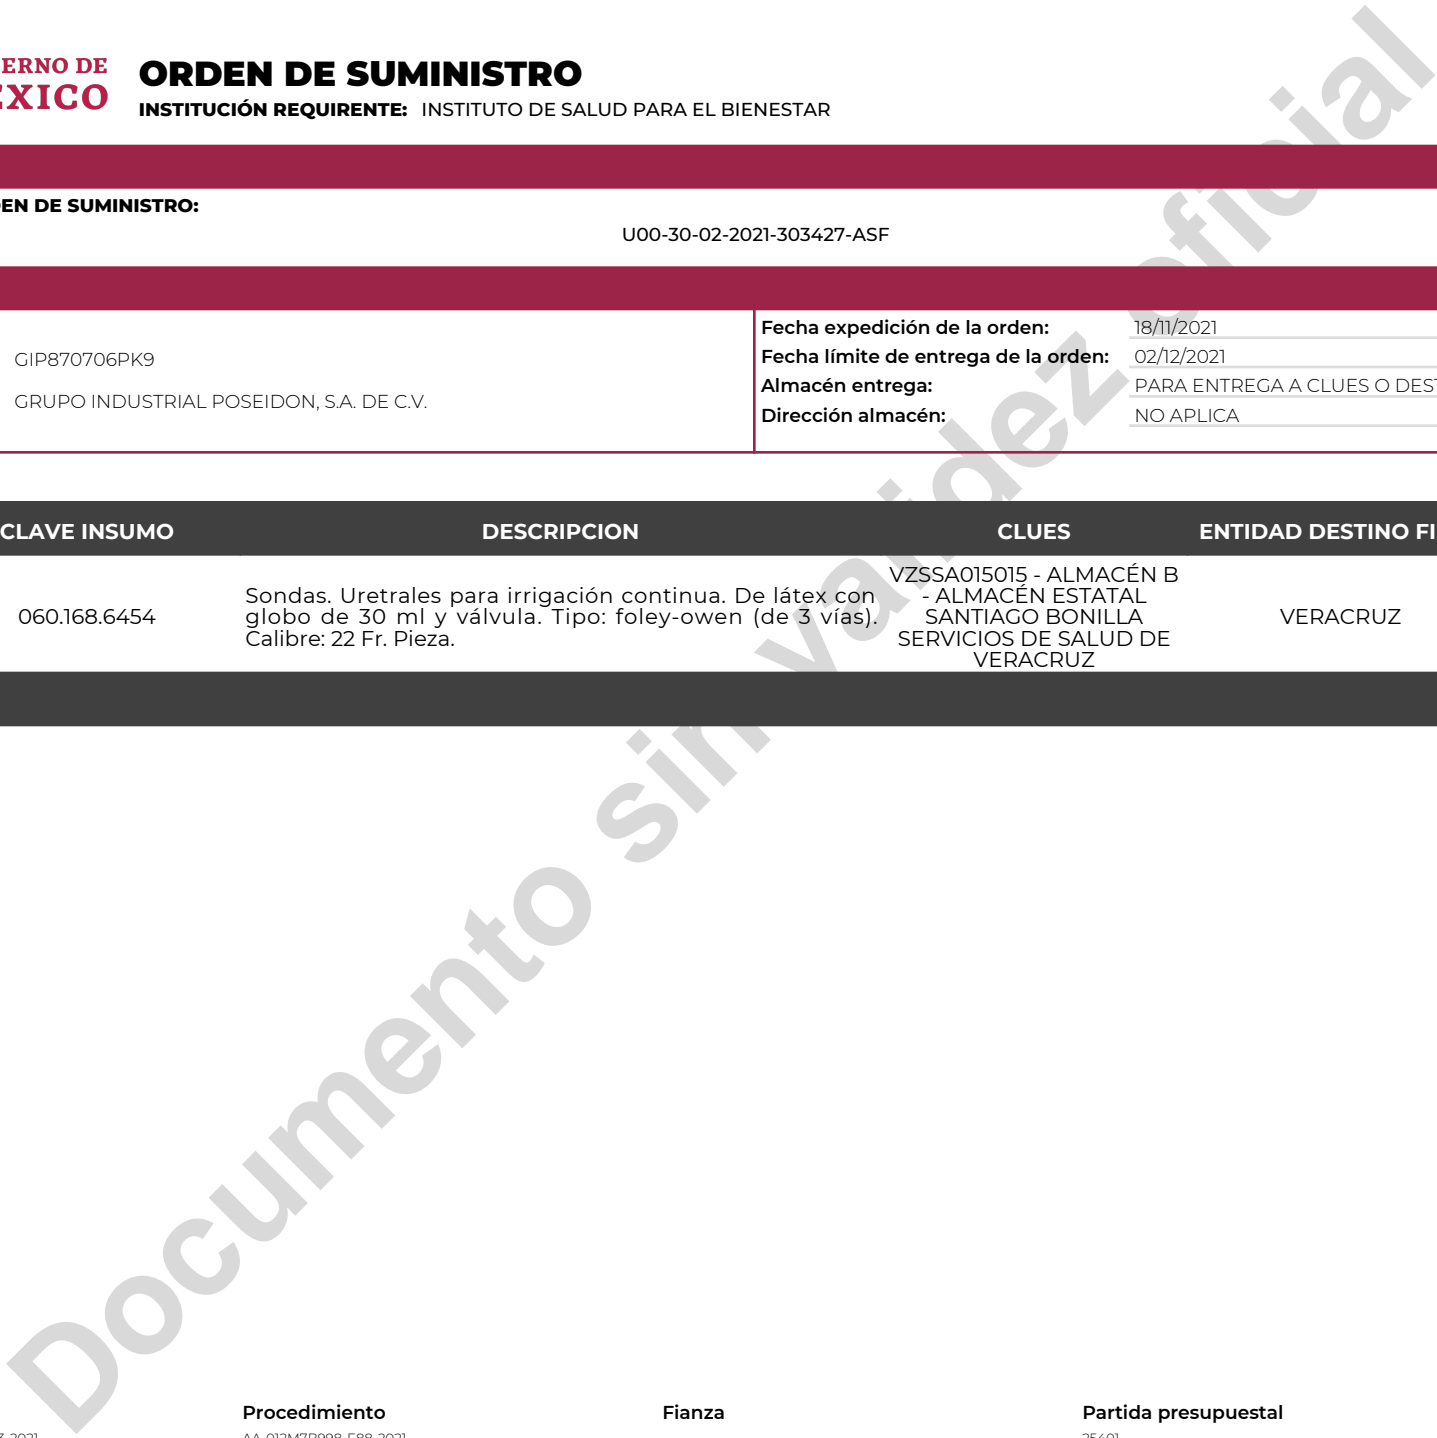 ERNO DE
ORDEN DE SUMINISTRO
XICO
INSTITUCIÓN REQUIRENTE: INSTITUTO DE SALUD PARA EL BIENESTAR
EN DE SUMINISTRO:
U00-30-02-2021-303427-ASF
Fecha expedición de la orden: 18/11/2021
GIP870706PK9
Fecha límite de entrega de la orden: 02/12/2021
Almacén entrega: PARA ENTREGA A CLUES O DEST
GRUPO INDUSTRIAL POSEIDON, S.A. DE C.V.
Dirección almacén: NO APLICA
CLAVE INSUMO DESCRIPCION CLUES ENTIDAD DESTINO FI
060.168.6454
Sondas. Uretrales para irrigación continua. De látex con
globo de 30 ml y válvula. Tipo: foley-owen (de 3 vías).
Calibre: 22 Fr. Pieza.
VZSSA015015 - ALMACÉN B
- ALMACÉN ESTATAL
SANTIAGO BONILLA
SERVICIOS DE SALUD DE
VERACRUZ
VERACRUZ
Documento sin validez oficial
Procedimiento Fianza Partida presupuestal